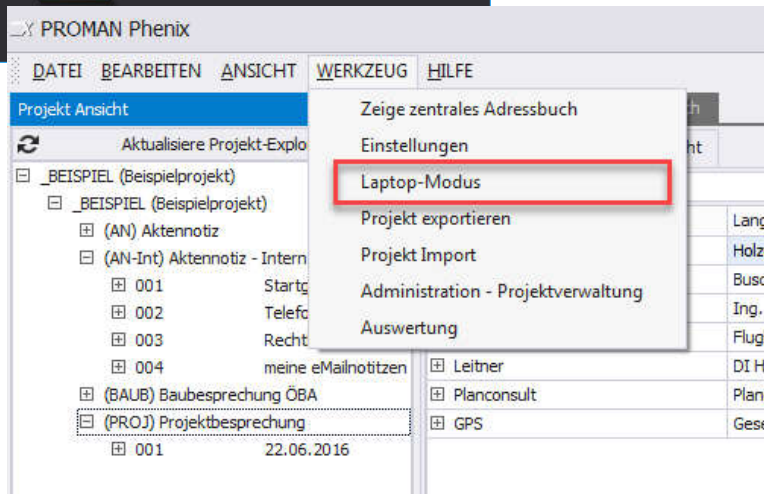 PROMAN Phenix
DATEI BEARBEITEN ANSICHT WERKZEUG HILFE
Projekt Ansicht
Aktualisiere Projekt-Explo
Zeige zentrales Adressbuch
Einstellungen
Laptop-Modus
Projekt exportieren
Projekt Import
Administration - Projektverwaltung
Auswertung
_BEISPIEL (Beispielprojekt)
_BEISPIEL (Beispielprojekt)
(AN) Aktennotiz
(AN-Int) Aktennotiz - Intern
001 Startg
002 Telefo
003 Recht
004 meine eMailnotitzen
(BAUB) Baubesprechung ÖBA
(PROJ) Projektbesprechung
001 22.06.2016
ch
ht
Lang
Holz
Busc
Ing.
Flug
Leitner DI H
Planconsult Plan
GPS Gese